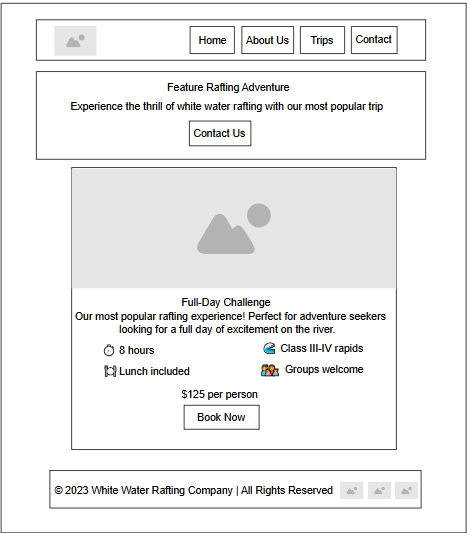 Home
About Us
Trips
Contact
Feature Rafting Adventure
Experience the thrill of white water rafting with our most popular trip
Contact Us
Full-Day Challenge
Our most popular rafting experience! Perfect for adventure seekers
looking for a full day of excitement on the river.
8 hours
Class III-IV rapids
Lunch included
Groups welcome
$125 per person
Book Now
© 2023 White Water Rafting Company | All Rights Reserved